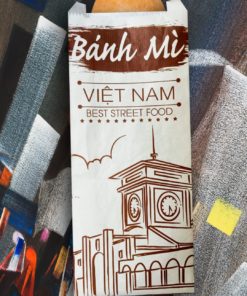 Bánh Mì
VIỆT NAM
BEST STREET FOOD